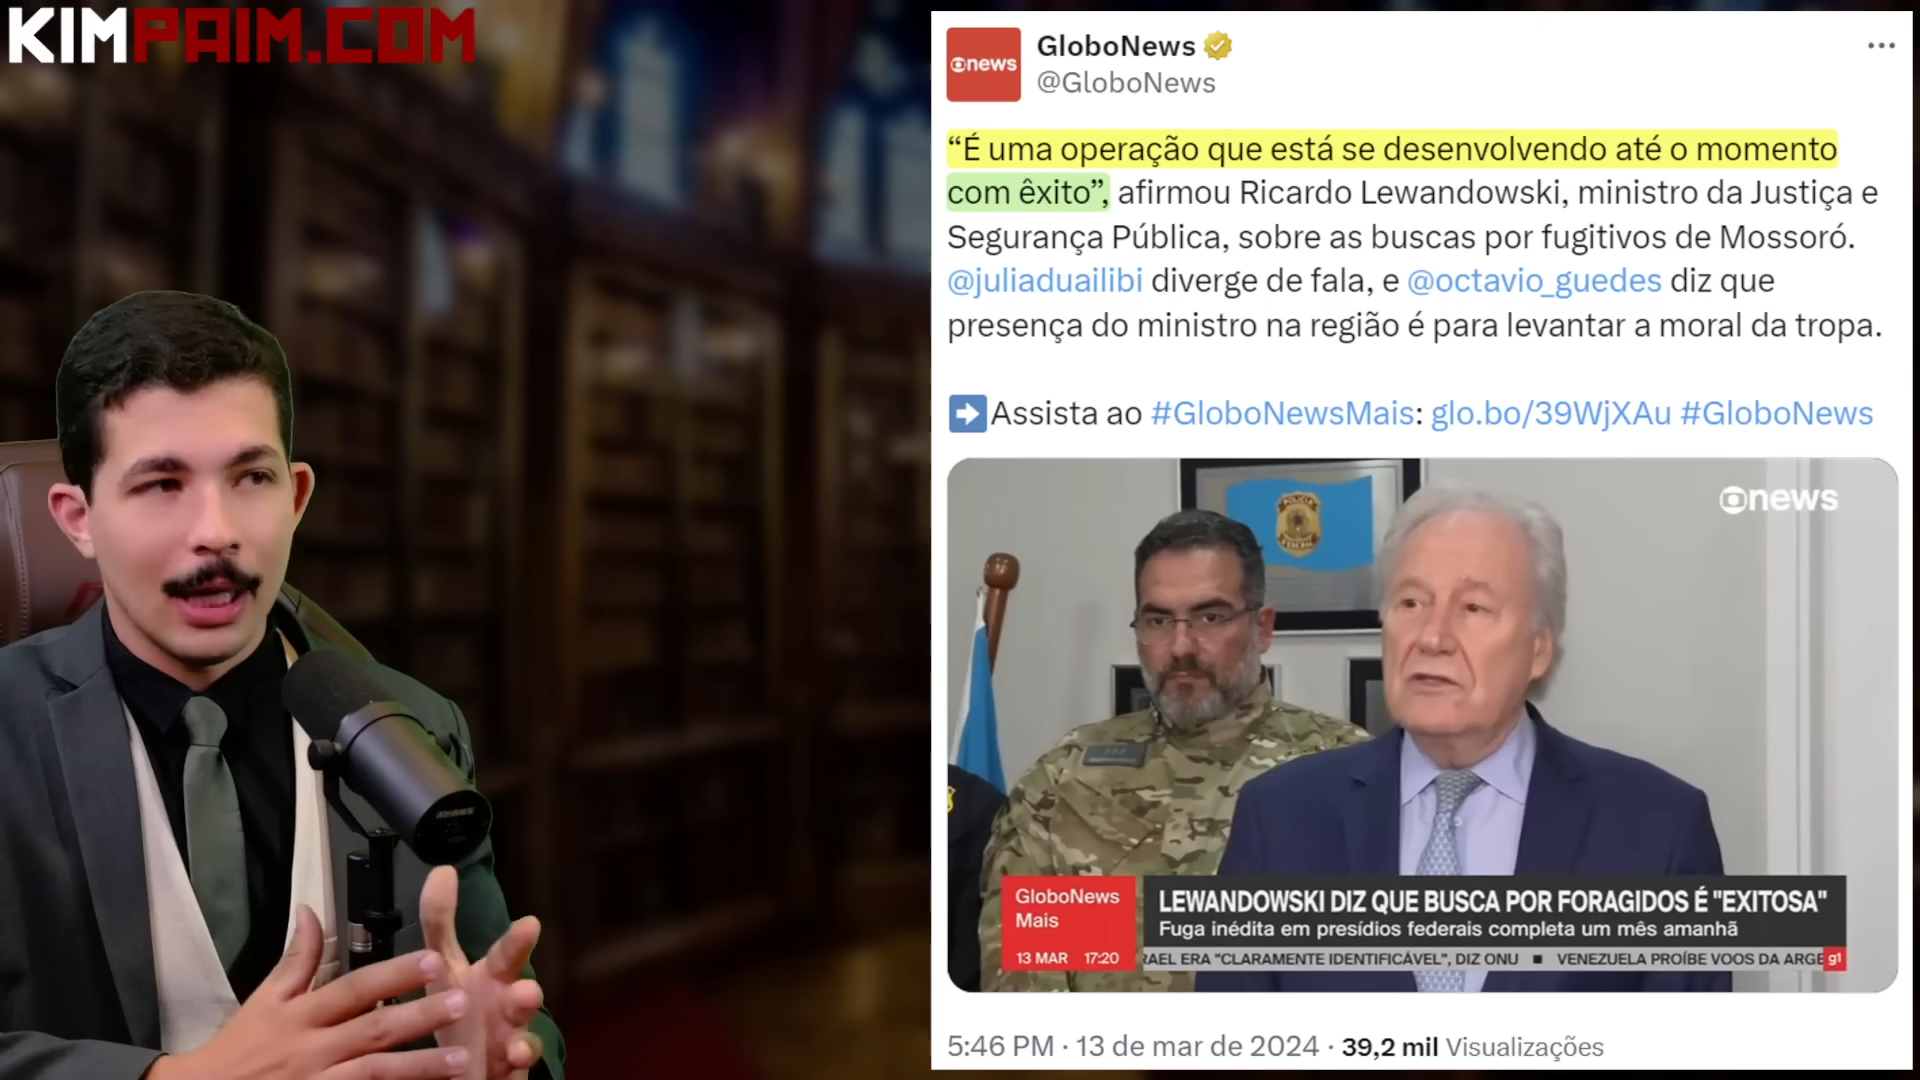 KIMPAIM.COM
GloboNews
@GloboNews
news
“É uma operação que está se desenvolvendo até o momento
com êxito”, afirmou Ricardo Lewandowski, ministro da Justiça e
Segurança Pública, sobre as buscas por fugitivos de Mossoró.
@juliaduailibi diverge de fala, e @octavio_guedes diz que
presença do ministro na região é para levantar a moral da tropa.
Assista ao #GloboNewsMais: glo.bo/39WjXAu #GloboNews
news
POLÍCIA
FEDERAL
GloboNews
Mais
13 MAR 17:20
LEWANDOWSKI DIZ QUE BUSCA POR FORAGIDOS É "EXITOSA"
Fuga inédita em presídios federais completa um mês amanhã
RAEL ERA "CLARAMENTE IDENTIFICÁVEL", DIZ ONU ■ VENEZUELA PROÍBE VOOS DA ARGE
g1
5:46 PM · 13 de mar de 2024 · 39,2 mil Visualizações